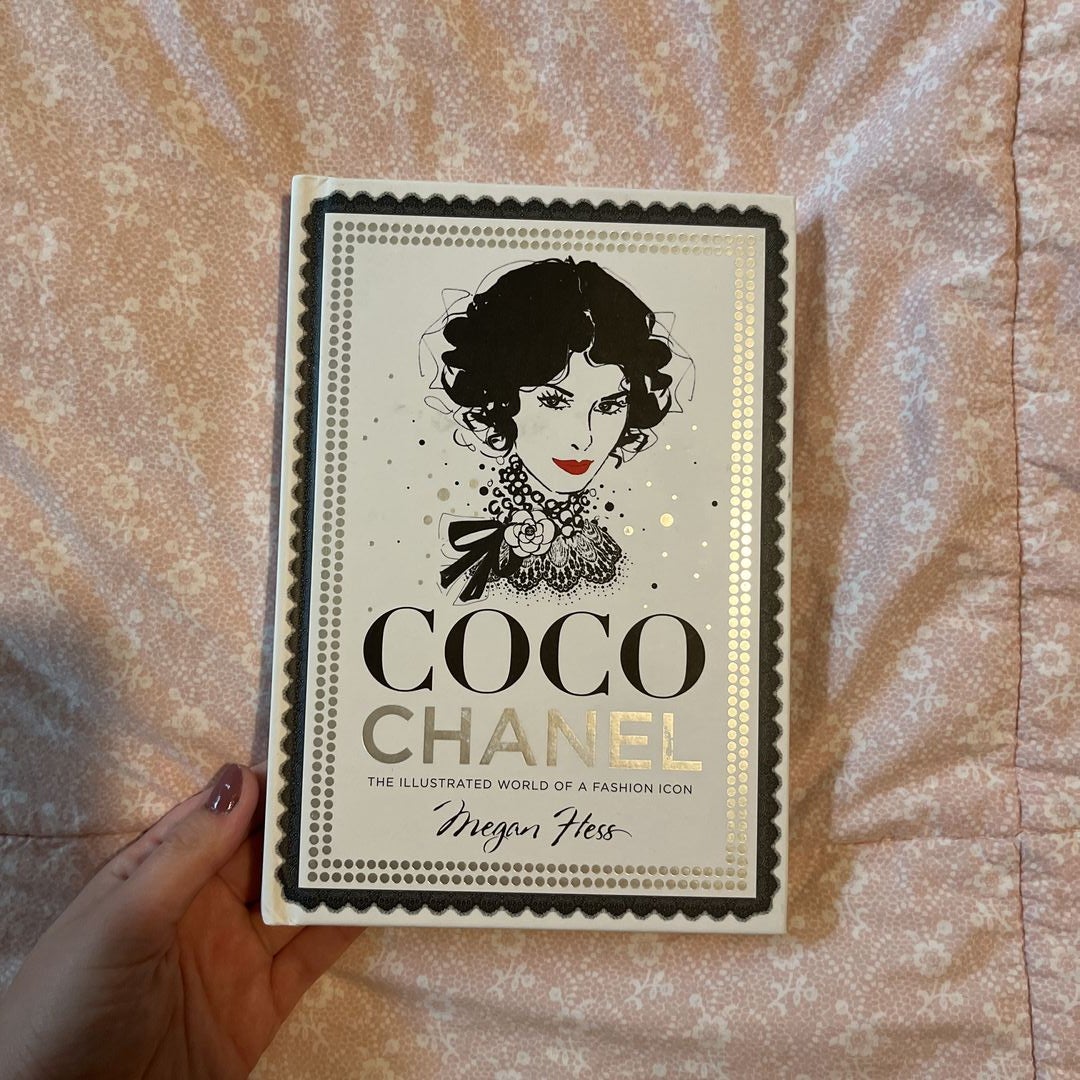 COCO
CHANEL
THE ILLUSTRATED WORLD OF A FASHION ICON
Megan Hess